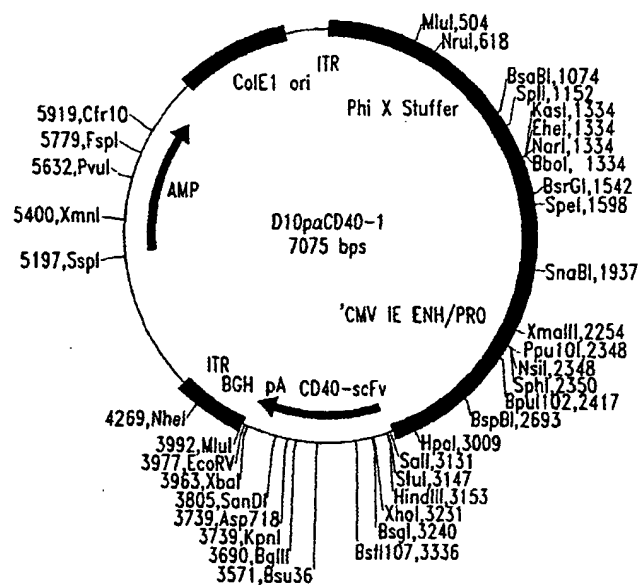 MluI,504
NruI,618
ITR
ColE1 ori
BsaBI,1074
SplI,1152
Phi X Stuffer
KasI,1334
EheI,1334
NarI,1334
BboI, 1334
5919,Cfr10
5779,FspI
5632,PvuI
BsrGI,1542
SpeI,1598
AMP
5400,XmnI
D10paCD40-1
7075 bps
5197,SspI
SnaBI,1937
'CMV IE ENH/PRO
XmaIII,2254
Ppu10I,2348
NsiI,2348
SphI,2350
BpuI102,2417
BspBI,2693
ITR
BGH pA CD40-scFv
4269,NheI
HpaI,3009
3992,MluI
SalI,3131
3977,EcoRV
StuI,3147
3963,XbaI
HindIII,3153
3805,SanDI
XhoI,3231
3739,Asp718
BsgI,3240
3739,KpnI
Bst1107,3336
3690,BglII
3571,Bsu36